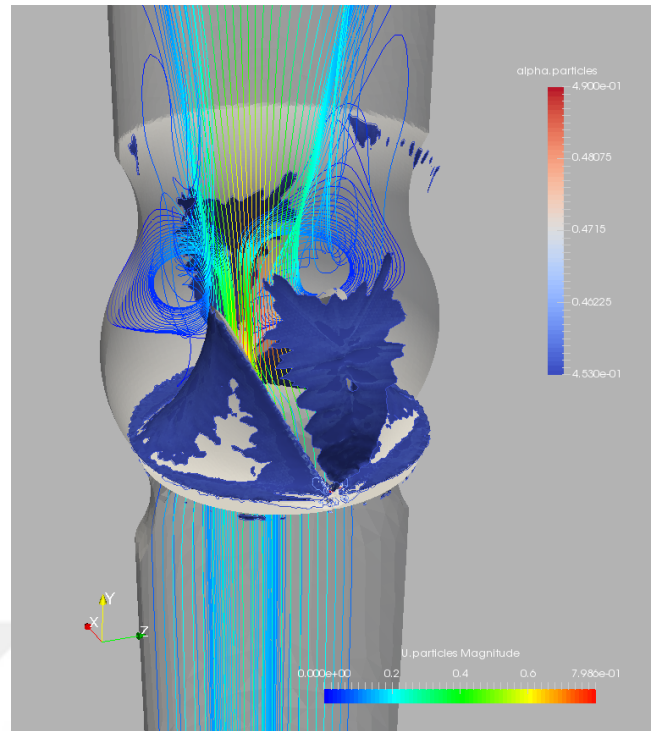 alpha.particles
4.900e-01
0.48075
0.4715
0.46225
4.530e-01
Y
X
Z
U.particles Magnitude
0.000e+00
0.2
0.4
0.6
7.986e-01